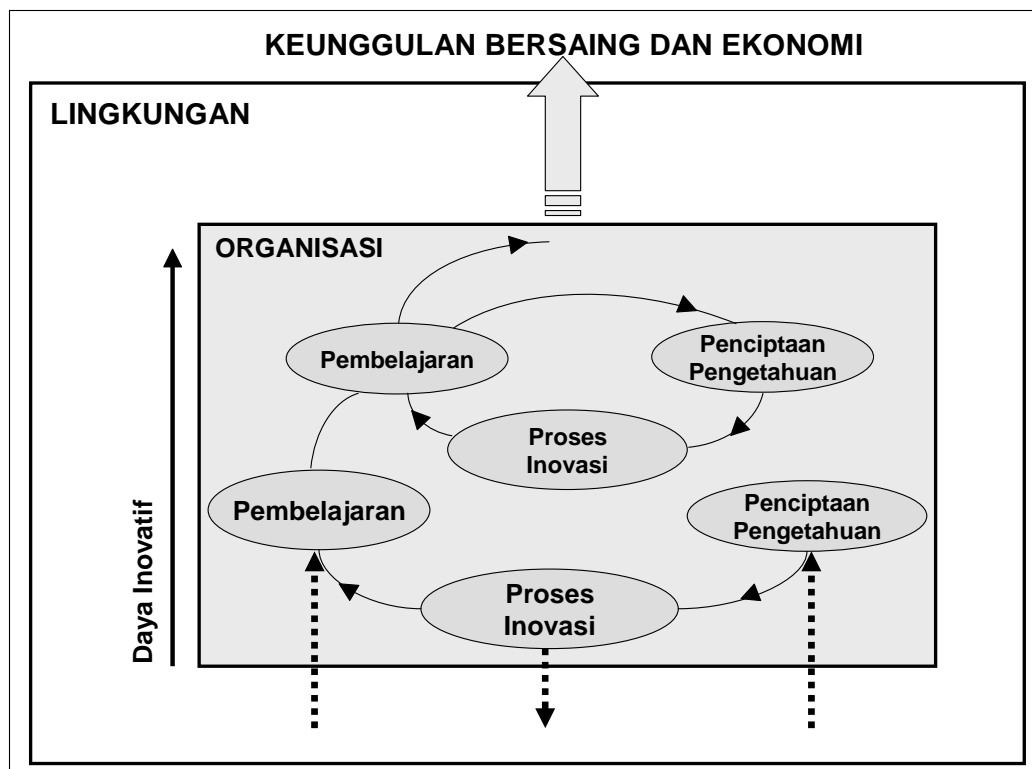 KEUNGGULAN BERSAING DAN EKONOMI
LINGKUNGAN
ORGANISASI
Pembelajaran
Penciptaan
Pengetahuan
Proses
Inovasi
Pembelajaran
Penciptaan
Pengetahuan
Proses
Inovasi
Daya Inovatif